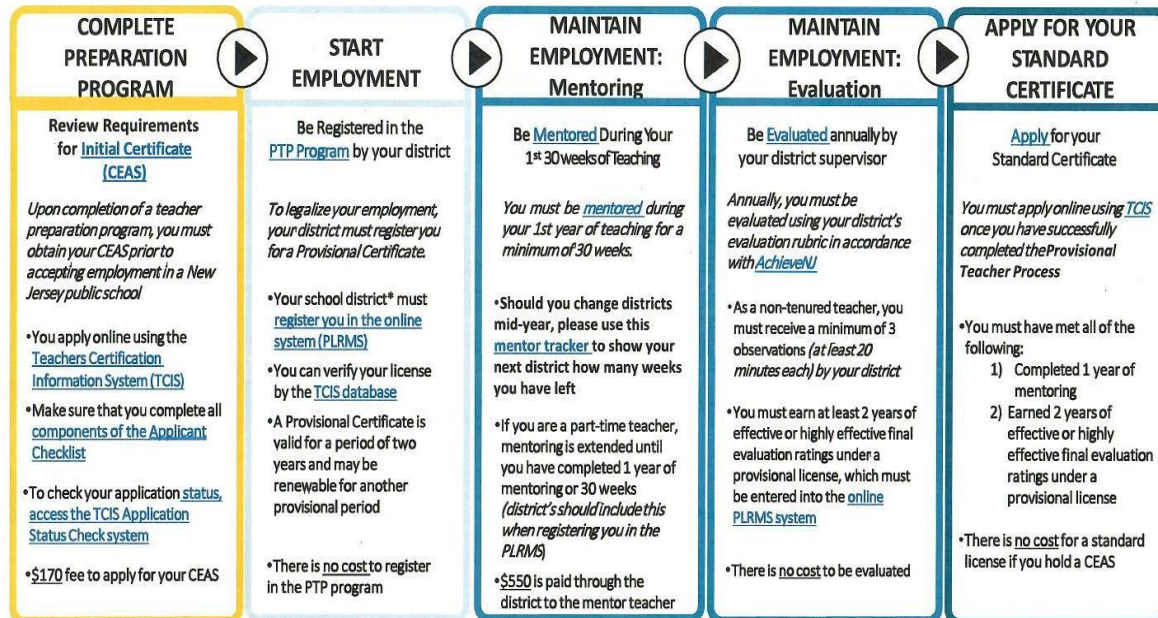 COMPLETE
PREPARATION
PROGRAM
Review Requirements
for Initial Certificate
(CEAS)
Upon completion of a teacher
preparation program, you must
obtain your CEAS prior to
accepting employment in a New
Jersey public school
•You apply online using the
Teachers Certification
Information System (TCIS)
•Make sure that you complete all
components of the Applicant
Checklist
•To check your application status,
access the TCIS Application
Status Check system
•$170 fee to apply for your CEAS
START
EMPLOYMENT
Be Registered in the
PTP Program by your district
To legalize your employment,
your district must register you
for a Provisional Certificate.
•Your school district* must
register you in the online
system (PLRMS)
•You can verify your license
by the TCIS database
•A Provisional Certificate is
valid for a period of two
years and may be
renewable for another
provisional period
•There is no cost to register
in the PTP program
MAINTAIN
EMPLOYMENT:
Mentoring
Be Mentored During Your
1st 30 weeks of Teaching
You must be mentored during
your 1st year of teaching for a
minimum of 30 weeks.
•Should you change districts
mid-year, please use this
mentor tracker to show your
next district how many weeks
you have left
•If you are a part-time teacher,
mentoring is extended until
you have completed 1 year of
mentoring or 30 weeks
(district's should include this
when registering you in the
PLRMS)
•$550 is paid through the
district to the mentor teacher
MAINTAIN
EMPLOYMENT:
Evaluation
Be Evaluated annually by
your district supervisor
Annually, you must be
evaluated using your district's
evaluation rubric in accordance
with AchieveNJ
•As a non-tenured teacher, you
must receive a minimum of 3
observations (at least 20
minutes each) by your district
•You must earn at least 2 years of
effective or highly effective final
evaluation ratings under a
provisional license, which must
be entered into the online
PLRMS system
•There is no cost to be evaluated
APPLY FOR YOUR
STANDARD
CERTIFICATE
Apply for your
Standard Certificate
You must apply online using TCIS
once you have successfully
completed the Provisional
Teacher Process
•You must have met all of the
following:
1) Completed 1 year of
mentoring
2) Earned 2 years of
effective or highly
effective final evaluation
ratings under a
provisional license
•There is no cost for a standard
license if you hold a CEAS